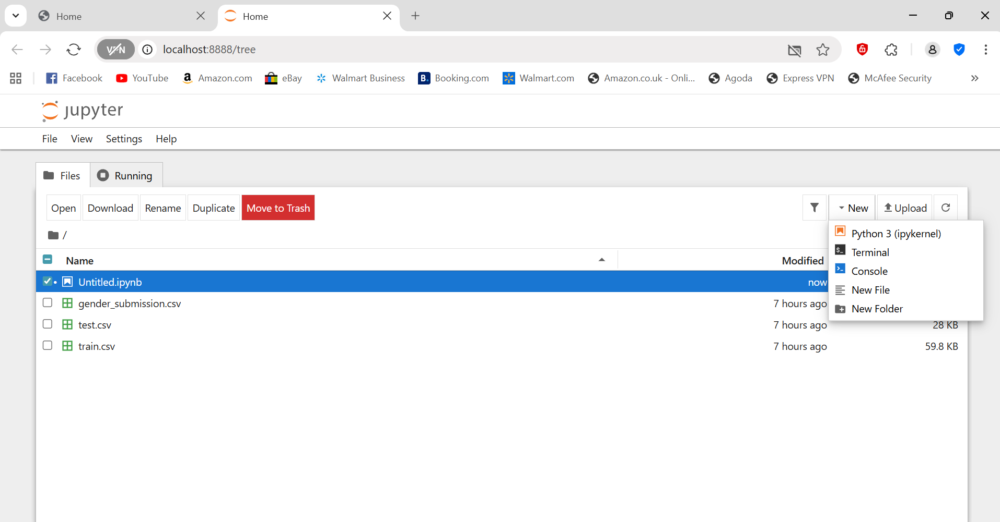 Home
Home
VPN
localhost:8888/tree
Facebook YouTube Amazon.com eBay Walmart Business Booking.com Walmart.com Amazon.co.uk - Onli... Agoda Express VPN McAfee Security
jupyter
File View Settings Help
Files Running
Open Download Rename Duplicate Move to Trash New Upload
/
Python 3 (ipykernel)
Terminal
Console
New File
New Folder
Name Modified
Untitled.ipynb now
gender_submission.csv 7 hours ago
test.csv 7 hours ago 28 KB
train.csv 7 hours ago 59.8 KB